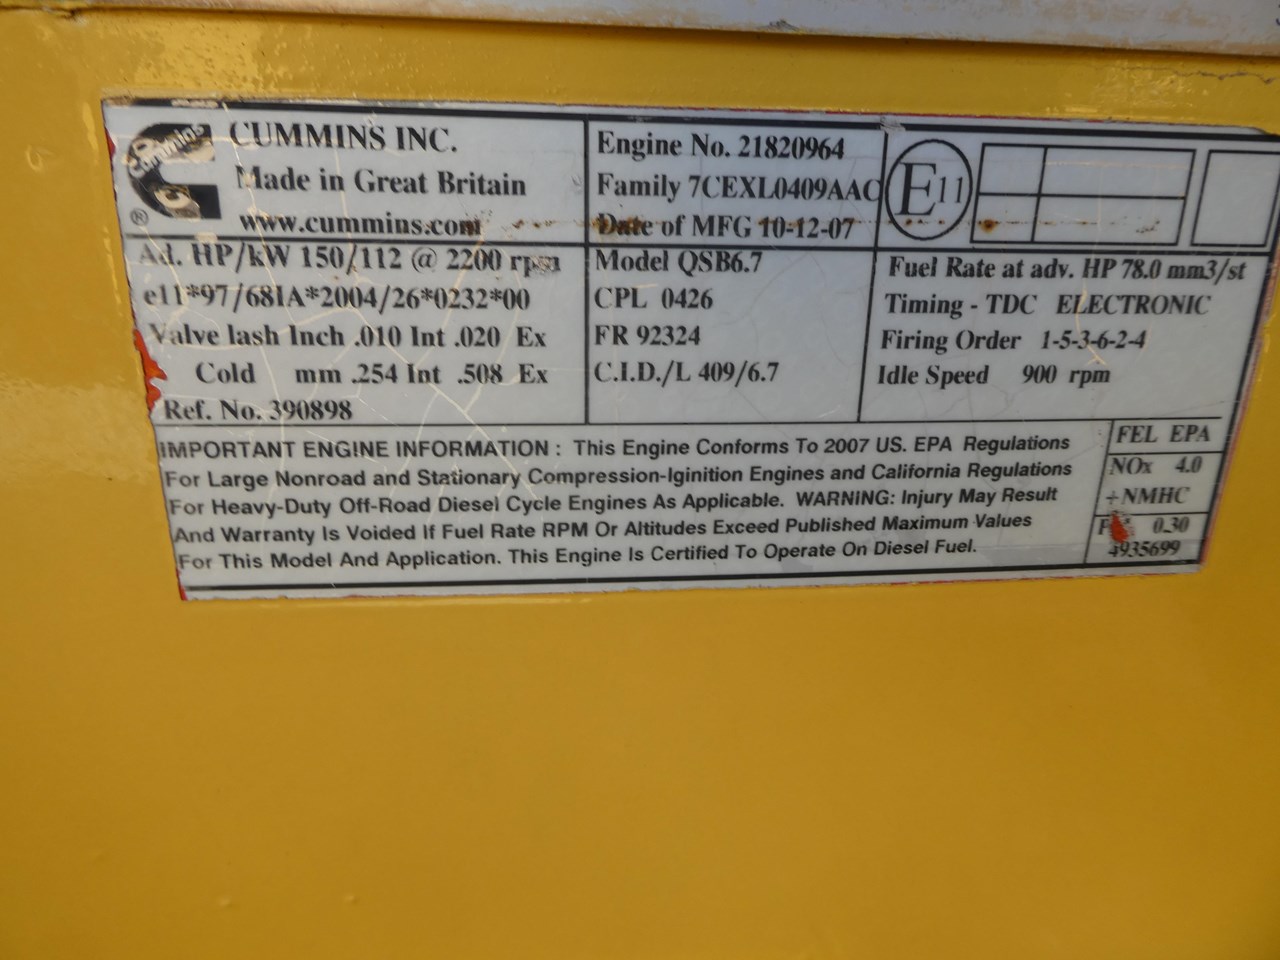 Cummins
®
CUMMINS INC.
Made in Great Britain
www.cummins.com
Engine No. 21820964
Family 7CEXL0409AAC
Date of MFG 10-12-07
E11
Ad. HP/kW 150/112 @ 2200 rpm
e11*97/68IA*2004/26*0232*00
Valve lash Inch .010 Int .020 Ex
Cold mm .254 Int .508 Ex
Ref. No. 390898
Model QSB6.7
CPL 0426
FR 92324
C.I.D./L 409/6.7
Fuel Rate at adv. HP 78.0 mm3/st
Timing - TDC ELECTRONIC
Firing Order 1-5-3-6-2-4
Idle Speed 900 rpm
IMPORTANT ENGINE INFORMATION : This Engine Conforms To 2007 US. EPA Regulations
For Large Nonroad and Stationary Compression-Iginition Engines and California Regulations
For Heavy-Duty Off-Road Diesel Cycle Engines As Applicable. WARNING: Injury May Result
And Warranty Is Voided If Fuel Rate RPM Or Altitudes Exceed Published Maximum Values
For This Model And Application. This Engine Is Certified To Operate On Diesel Fuel.
FEL EPA
NOx 4.0
+NMHC
0.30
4935699